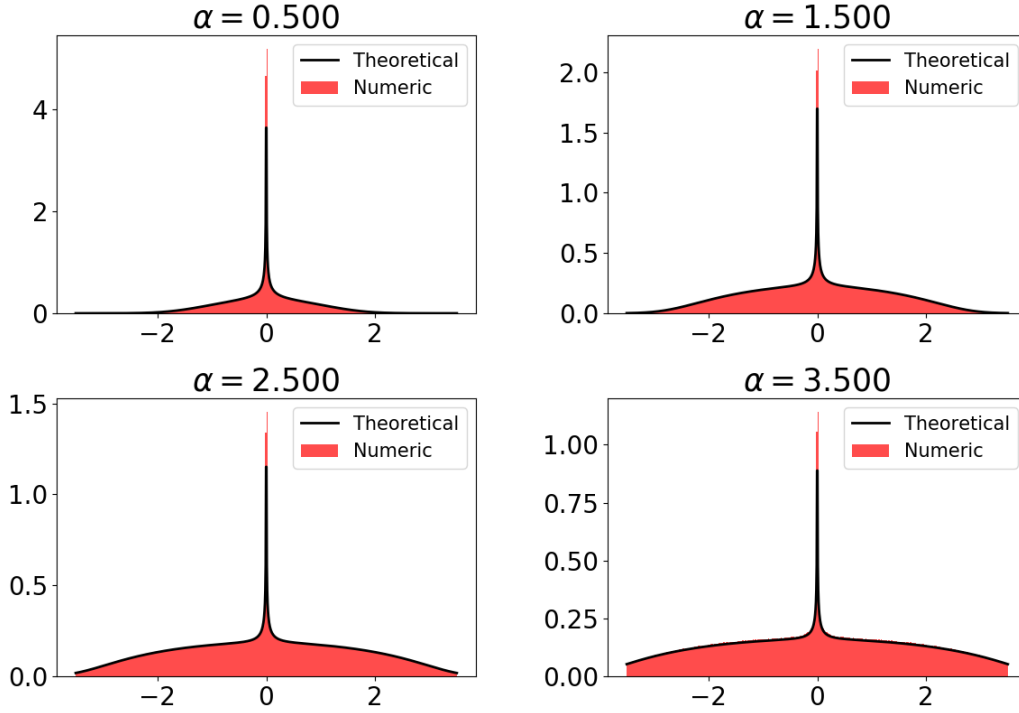 α = 0.500
Theoretical
Numeric
4
2
0
−2 0 2
α = 1.500
Theoretical
Numeric
2.0
1.5
1.0
0.5
0.0
−2 0 2
α = 2.500
Theoretical
Numeric
1.5
1.0
0.5
0.0
−2 0 2
α = 3.500
Theoretical
Numeric
1.00
0.75
0.50
0.25
0.00
−2 0 2